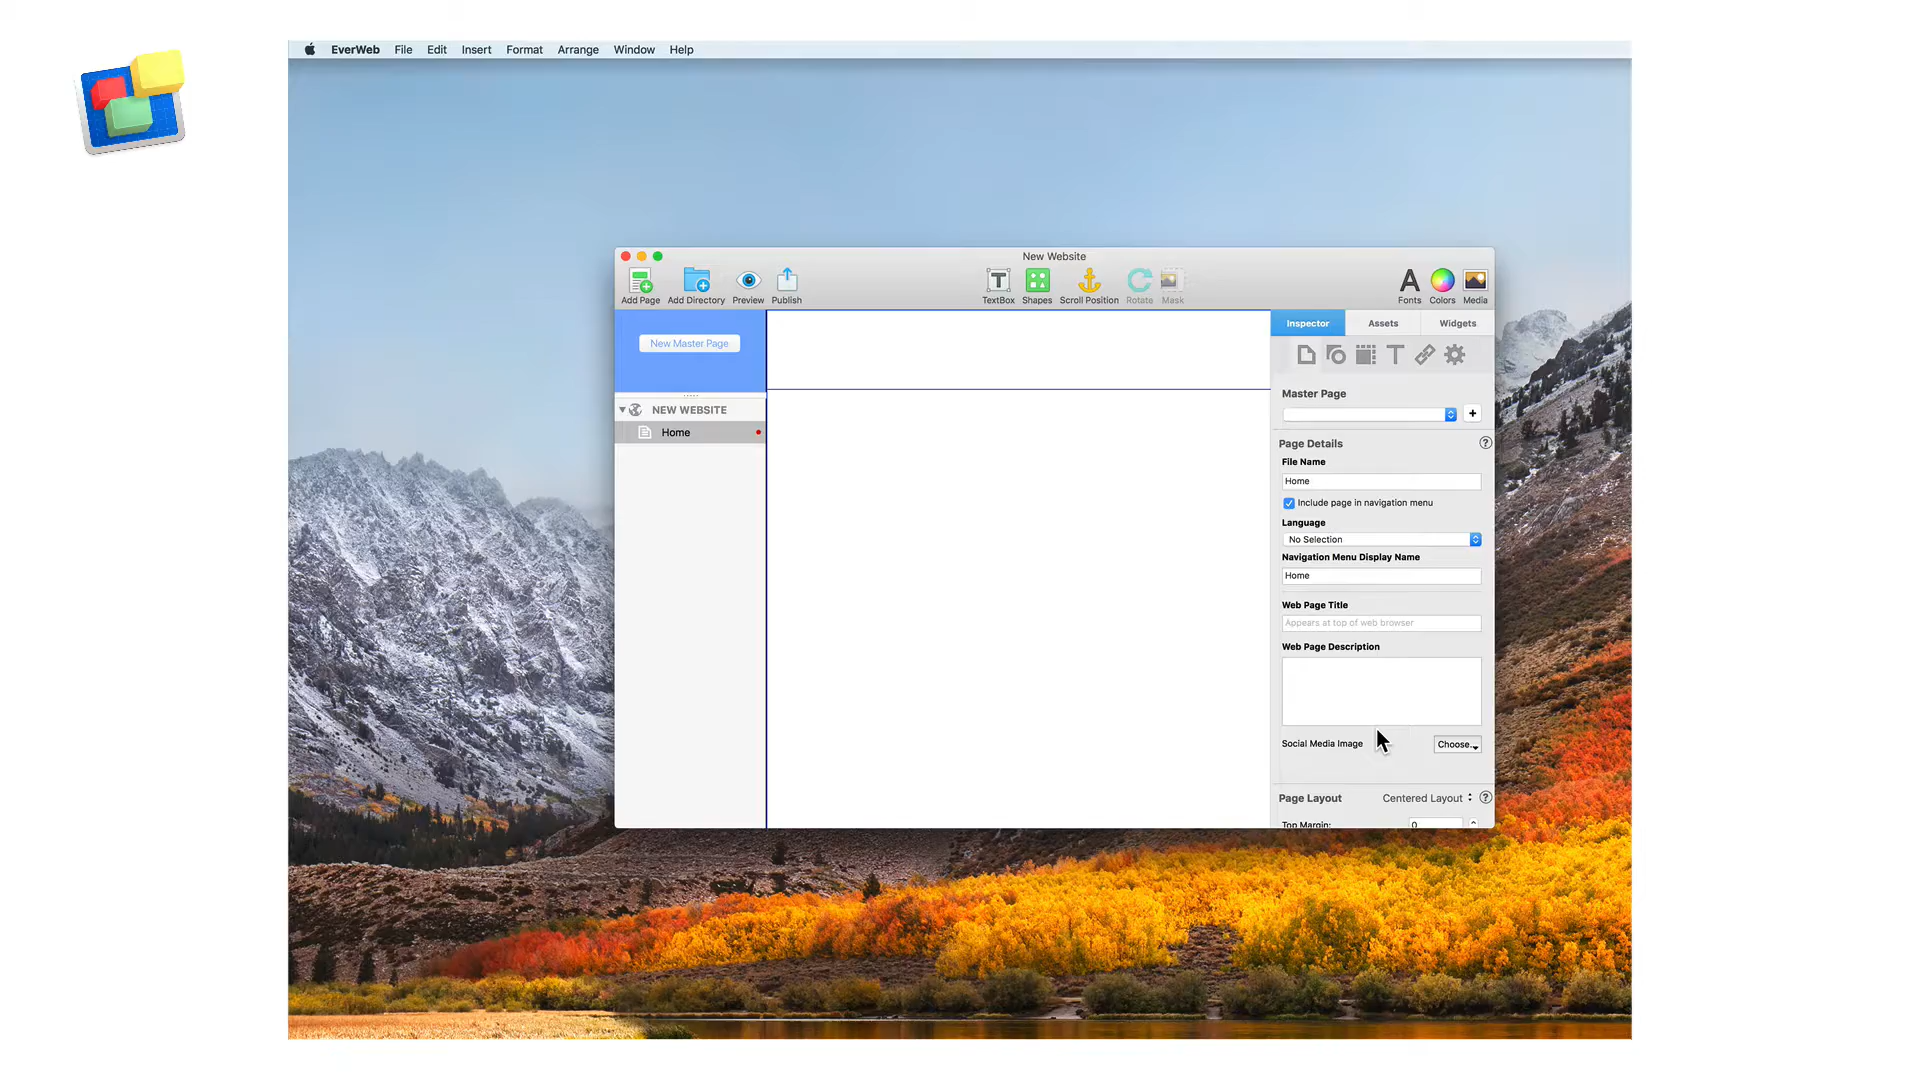 EverWeb File Edit Insert Format Arrange Window Help
New Website
Add Page Add Directory Preview Publish TextBox Shapes Scroll Position Rotate Mask Fonts Colors Media
New Master Page
NEW WEBSITE
Home
Inspector Assets Widgets
Master Page
Page Details
File Name
Home
Include page in navigation menu
Language
No Selection
Navigation Menu Display Name
Home
Web Page Title
Appears at top of web browser
Web Page Description
Social Media Image Choose...
Page Layout Centered Layout
Top Margin: 0